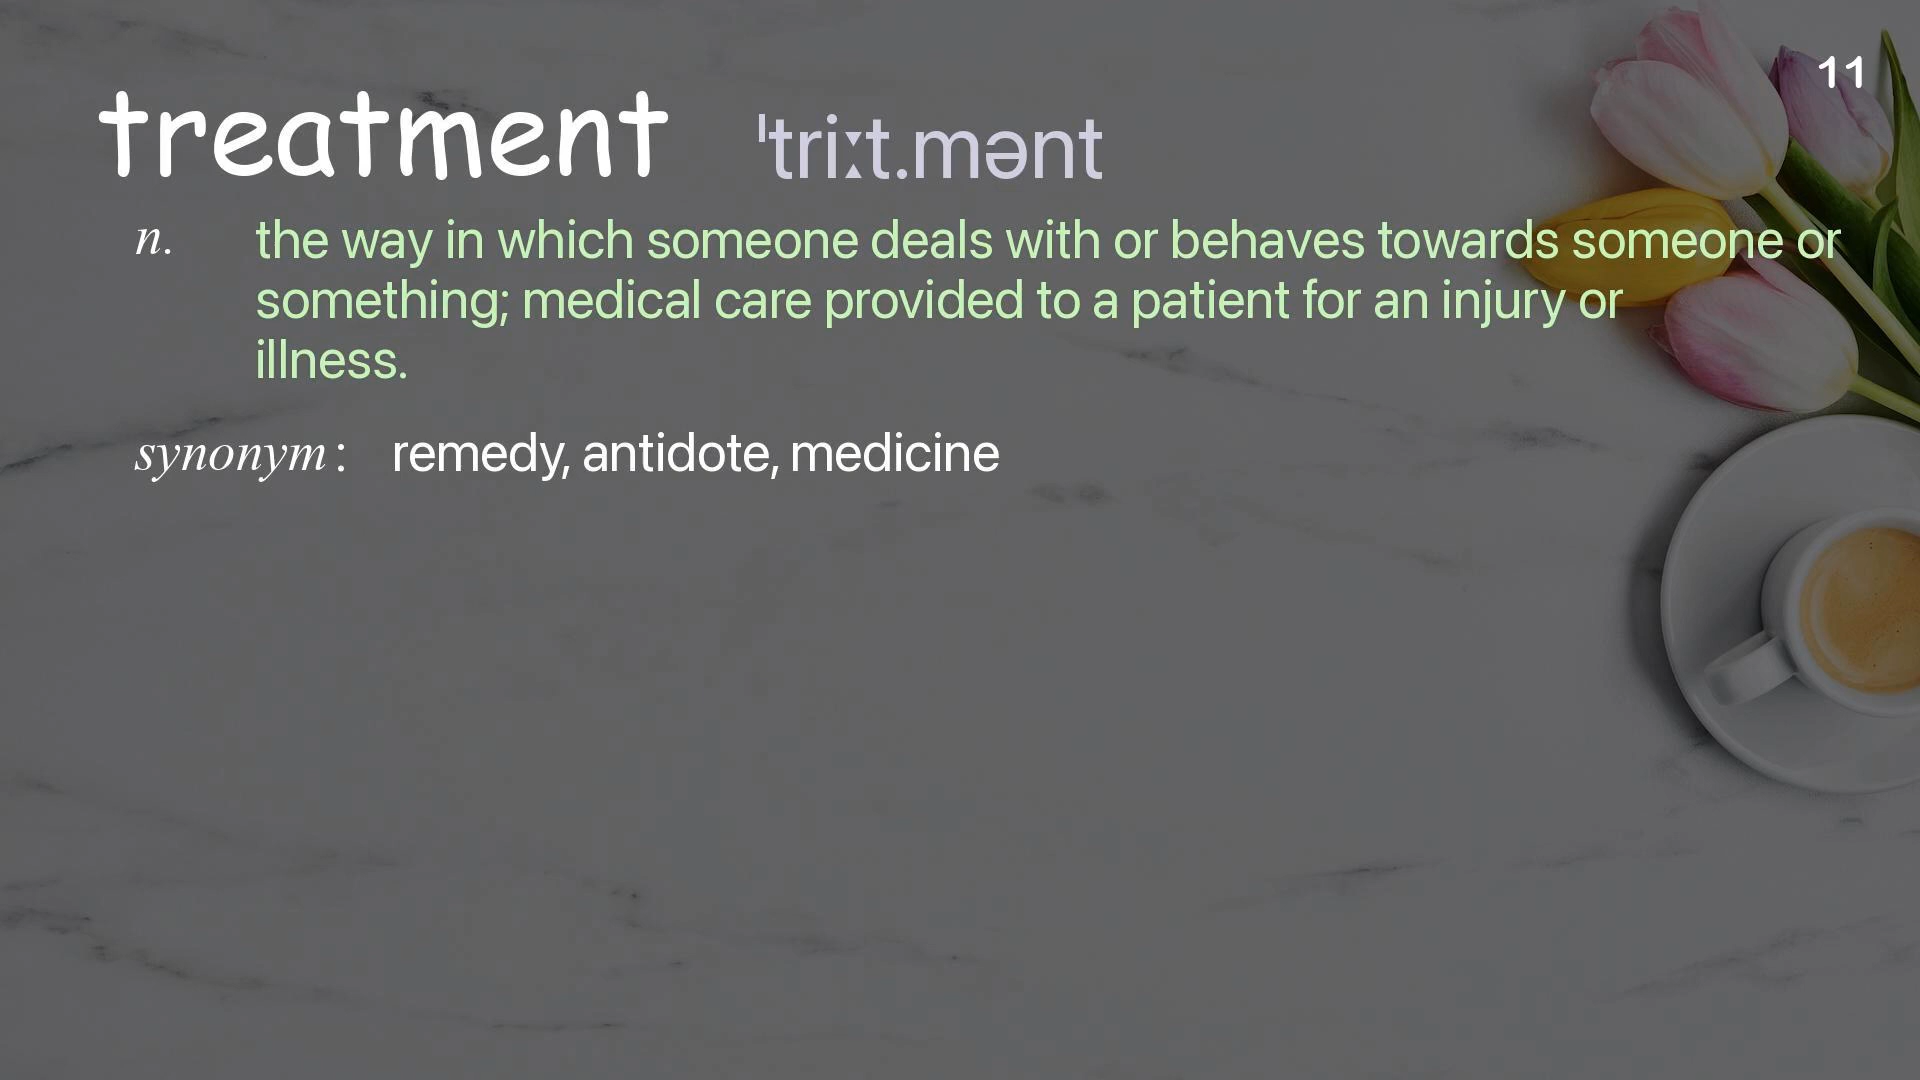 11
treatment ˈtriːt.mənt
n. the way in which someone deals with or behaves towards someone or
something; medical care provided to a patient for an injury or
illness.
synonym : remedy, antidote, medicine